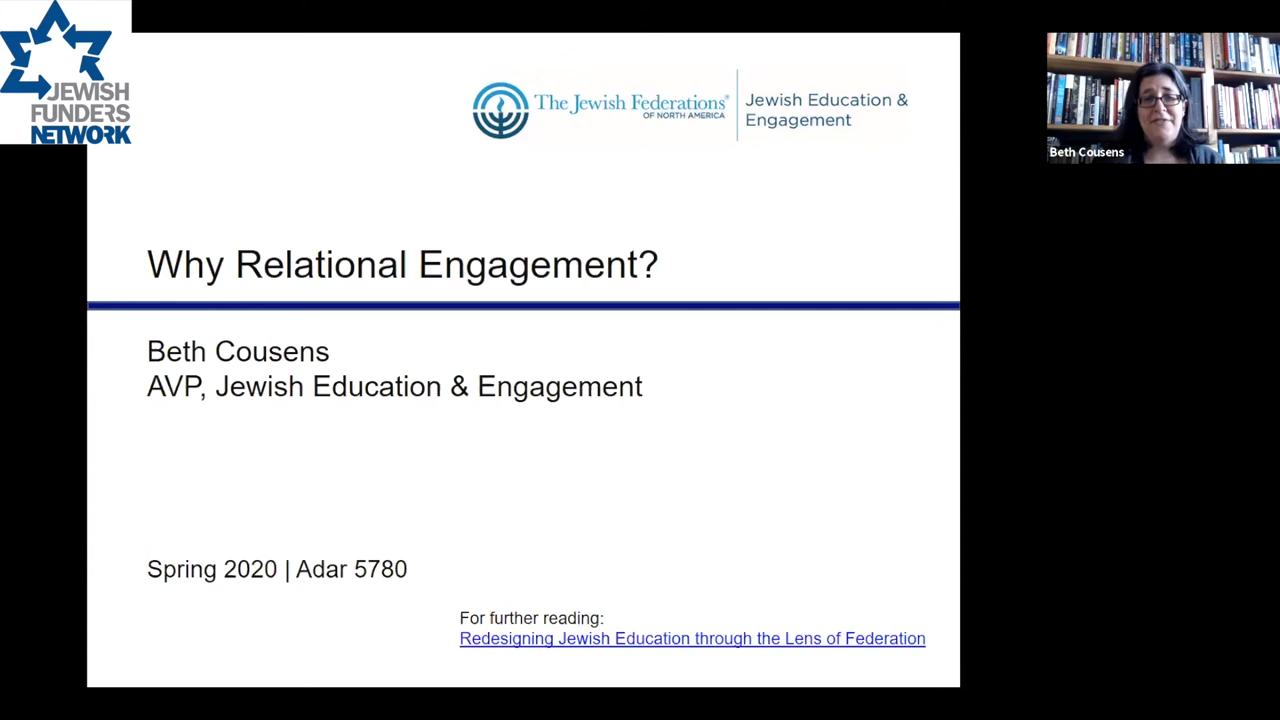 JEWISH
FUNDERS
NETWORK
The Jewish Federations®
OF NORTH AMERICA
Jewish Education &
Engagement
Beth Cousens
Why Relational Engagement?
Beth Cousens
AVP, Jewish Education & Engagement
Spring 2020 | Adar 5780
For further reading:
Redesigning Jewish Education through the Lens of Federation